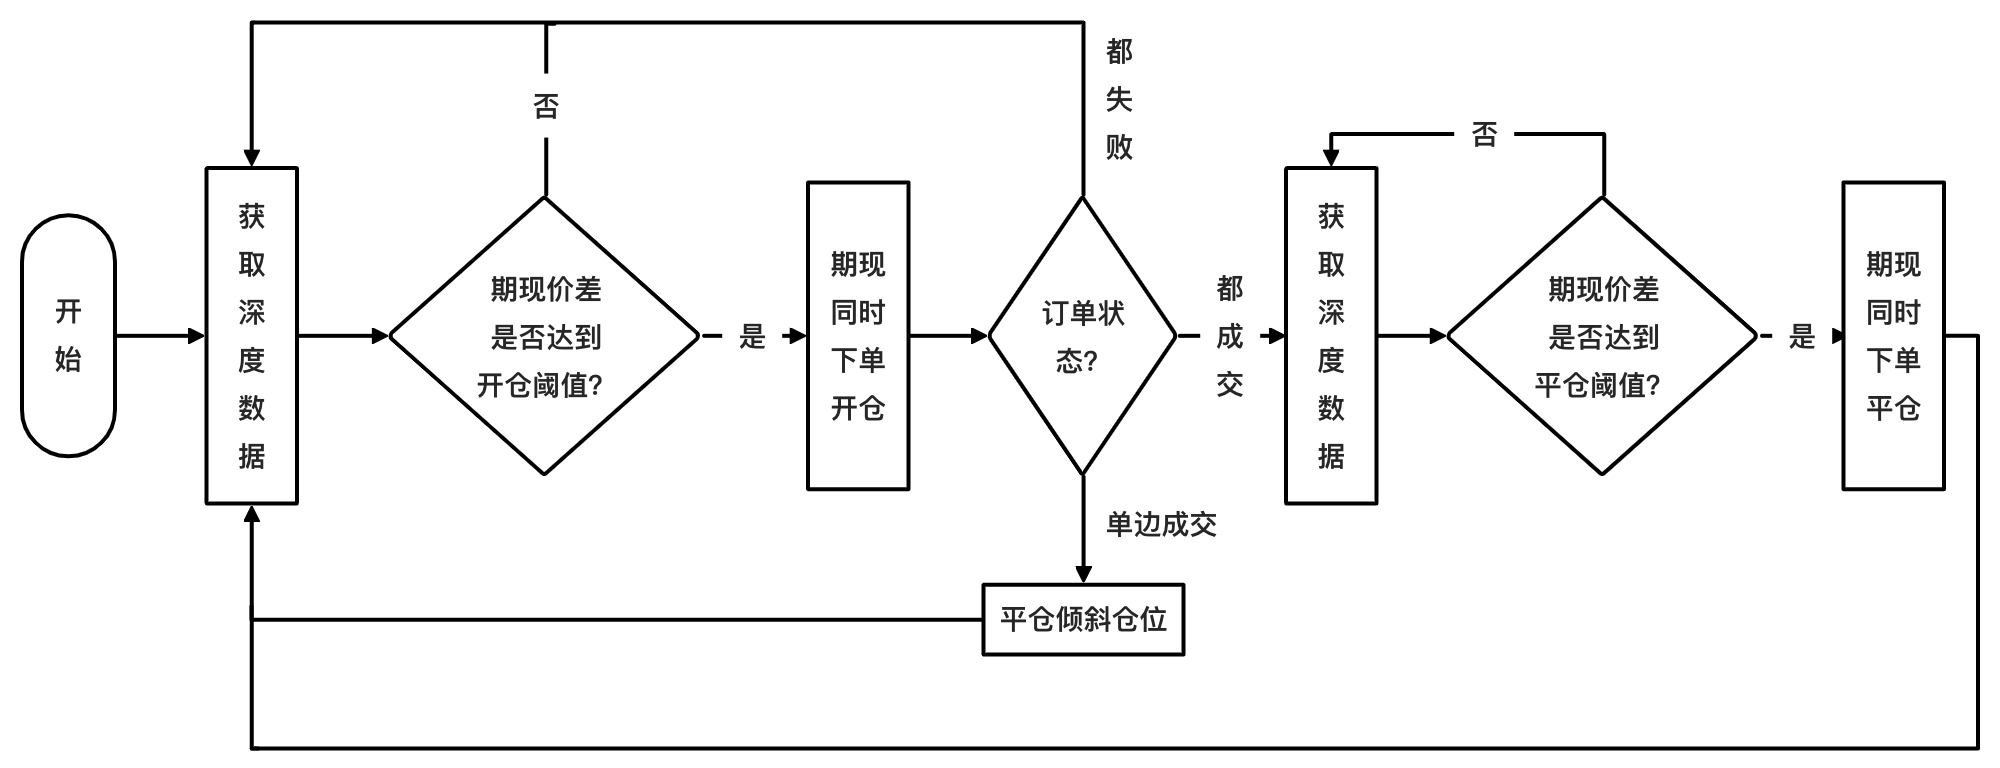 开
始
获
取
深
度
数
据
否
期现价差
是否达到
开仓阈值?
是
期现
同时
下单
开仓
都
失
败
订单状
态?
都
成
交
单边成交
平仓倾斜仓位
获
取
深
度
数
据
否
期现价差
是否达到
平仓阈值?
是
期现
同时
下单
平仓